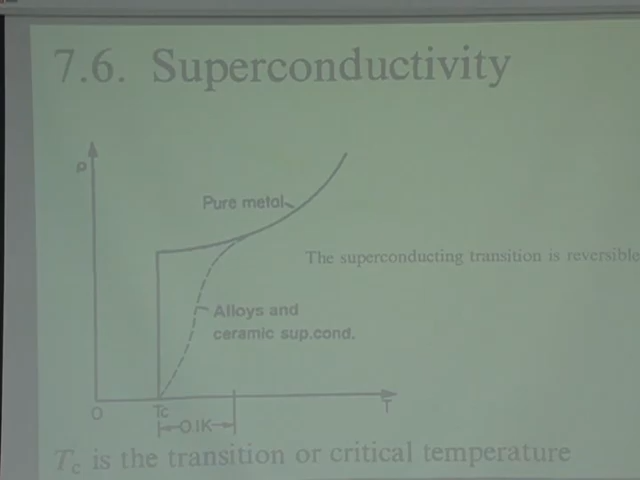 7.6. Superconductivity
ρ
Pure metal
The superconducting transition is reversible
Alloys and
ceramic sup.cond.
O Tc T
0.1K
Tc is the transition or critical temperature